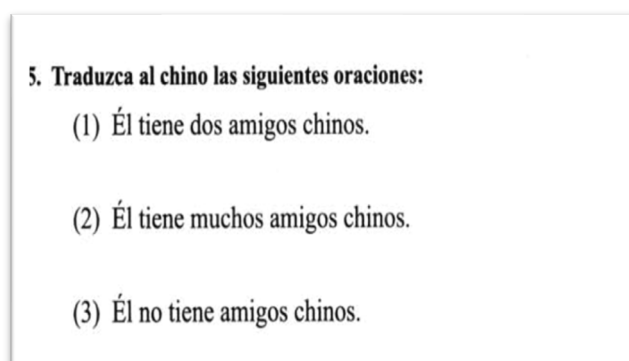 5. Traduzca al chino las siguientes oraciones:
(1) Él tiene dos amigos chinos.
(2) Él tiene muchos amigos chinos.
(3) Él no tiene amigos chinos.